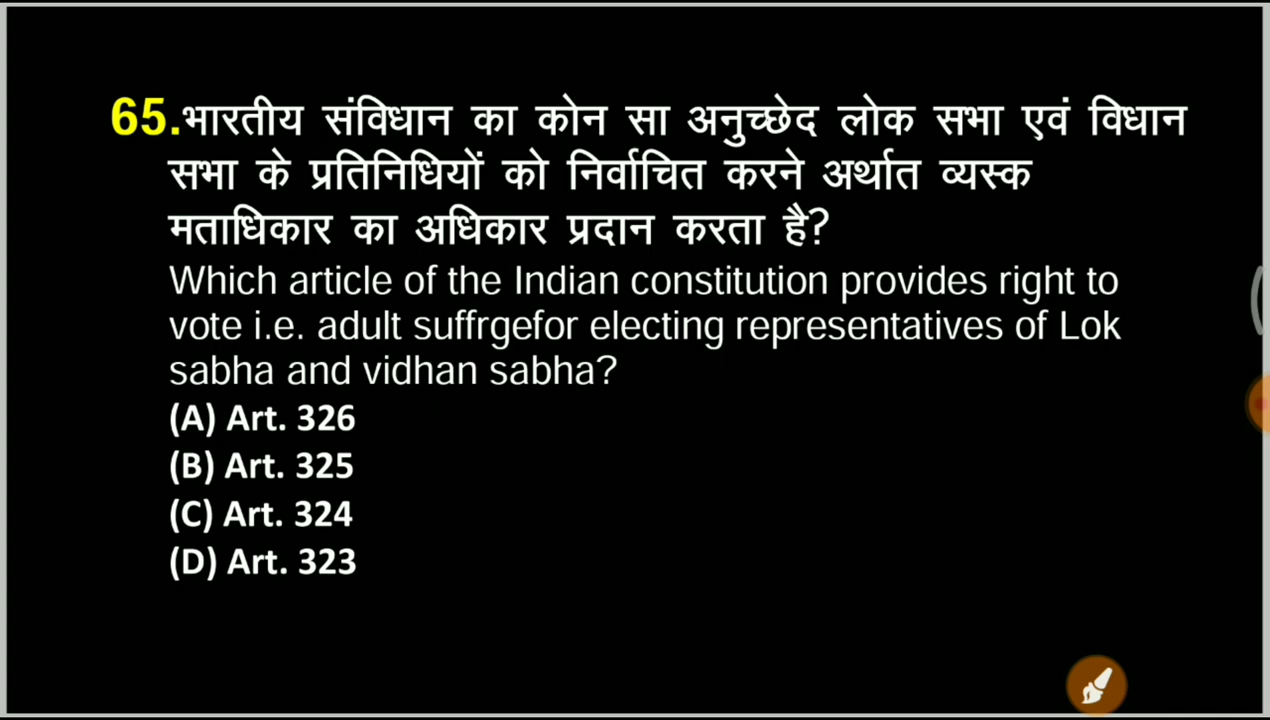 65.भारतीय संविधान का कोन सा अनुच्छेद लोक सभा एवं विधान
सभा के प्रतिनिधियों को निर्वाचित करने अर्थात व्यस्क
मताधिकार का अधिकार प्रदान करता है?
Which article of the Indian constitution provides right to
vote i.e. adult suffrgefor electing representatives of Lok
sabha and vidhan sabha?
(A) Art. 326
(B) Art. 325
(C) Art. 324
(D) Art. 323